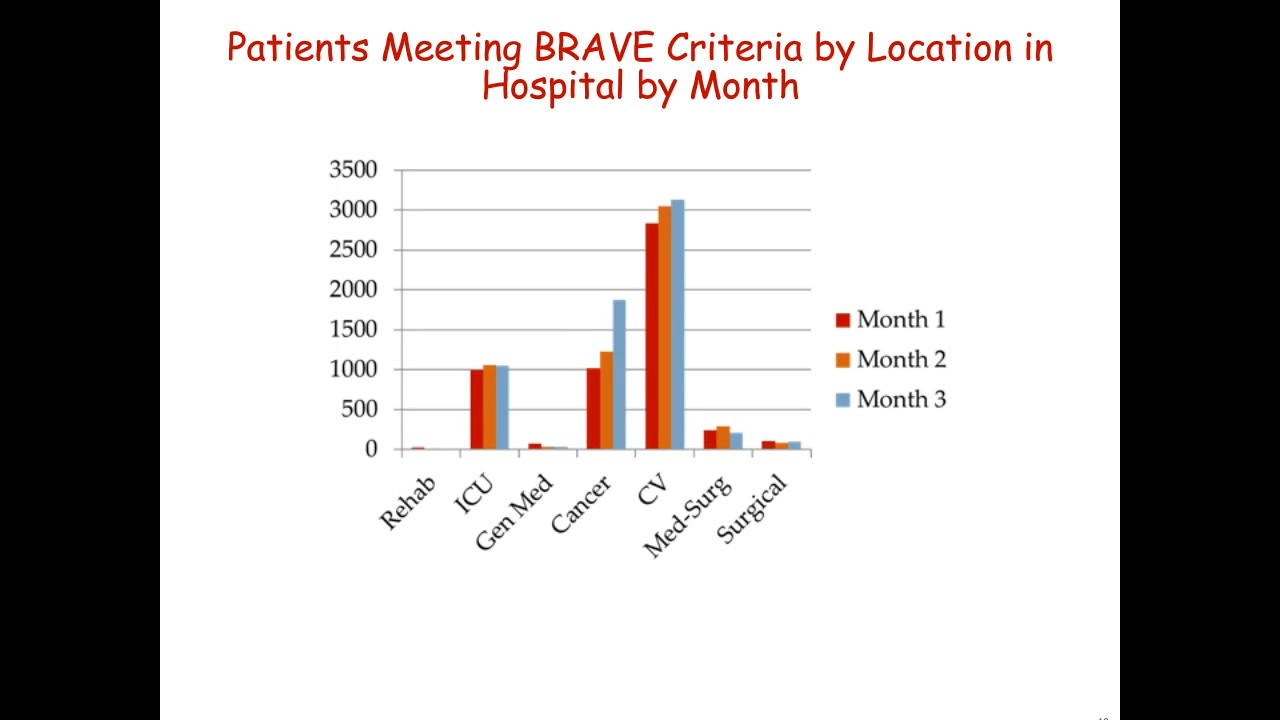 Patients Meeting BRAVE Criteria by Location in
Hospital by Month
3500
3000
2500
2000
1500
1000
500
0
Rehab
ICU
Gen Med
Cancer
CV
Med-Surg
Surgical
Month 1
Month 2
Month 3